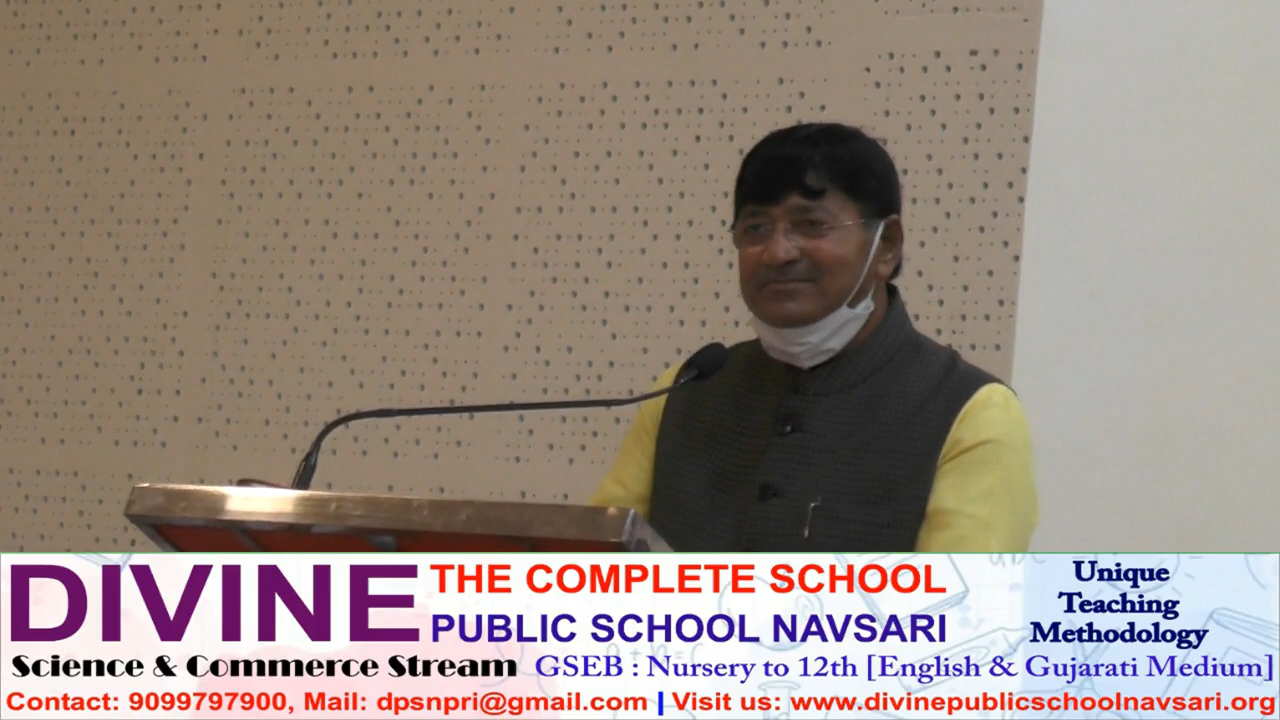 DIVINE THE COMPLETE SCHOOL
PUBLIC SCHOOL NAVSARI
Unique
Teaching
Methodology
Science & Commerce Stream GSEB : Nursery to 12th [English & Gujarati Medium]
Contact: 9099797900, Mail: dpsnpri@gmail.com | Visit us: www.divinepublicschoolnavsari.org